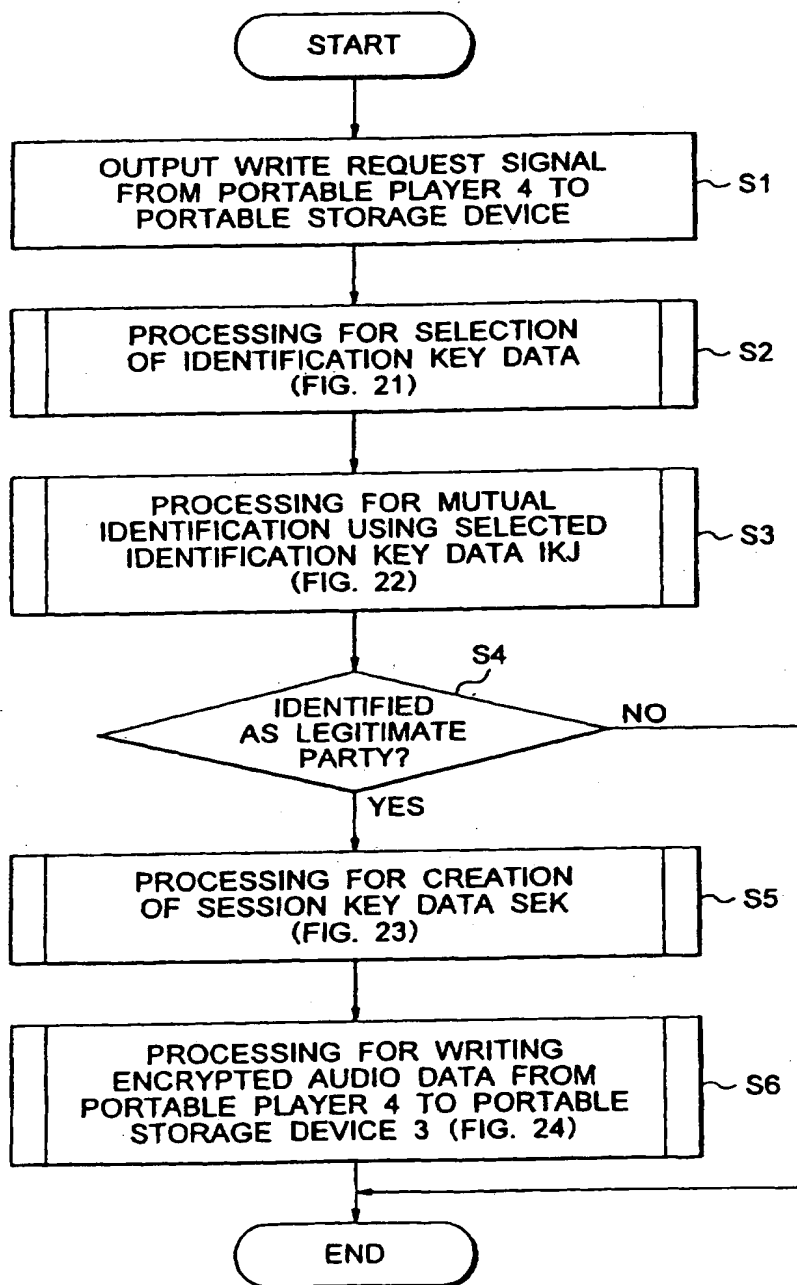 START
OUTPUT WRITE REQUEST SIGNAL
FROM PORTABLE PLAYER 4 TO
PORTABLE STORAGE DEVICE
S1
PROCESSING FOR SELECTION
OF IDENTIFICATION KEY DATA
(FIG. 21)
S2
PROCESSING FOR MUTUAL
IDENTIFICATION USING SELECTED
IDENTIFICATION KEY DATA IKJ
(FIG. 22)
S3
S4
IDENTIFIED
AS LEGITIMATE
PARTY?
NO
YES
PROCESSING FOR CREATION
OF SESSION KEY DATA SEK
(FIG. 23)
S5
PROCESSING FOR WRITING
ENCRYPTED AUDIO DATA FROM
PORTABLE PLAYER 4 TO PORTABLE
STORAGE DEVICE 3 (FIG. 24)
S6
END